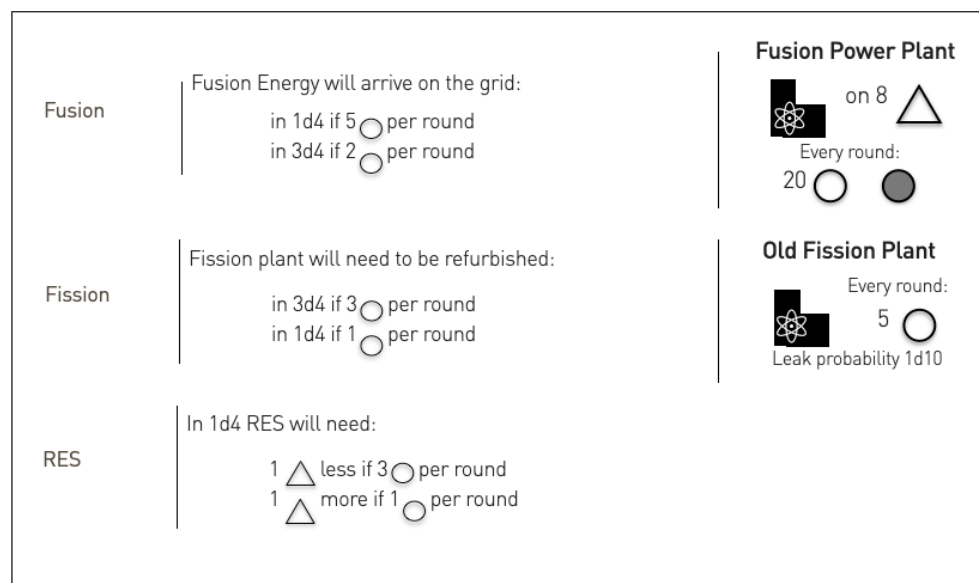 Fusion
Fusion Energy will arrive on the grid:
in 1d4 if 5 per round
in 3d4 if 2 per round
Fusion Power Plant
on 8
Every round:
20
Fission
Fission plant will need to be refurbished:
in 3d4 if 3 per round
in 1d4 if 1 per round
Old Fission Plant
Every round:
5
Leak probability 1d10
RES
In 1d4 RES will need:
1 less if 3 per round
1 more if 1 per round